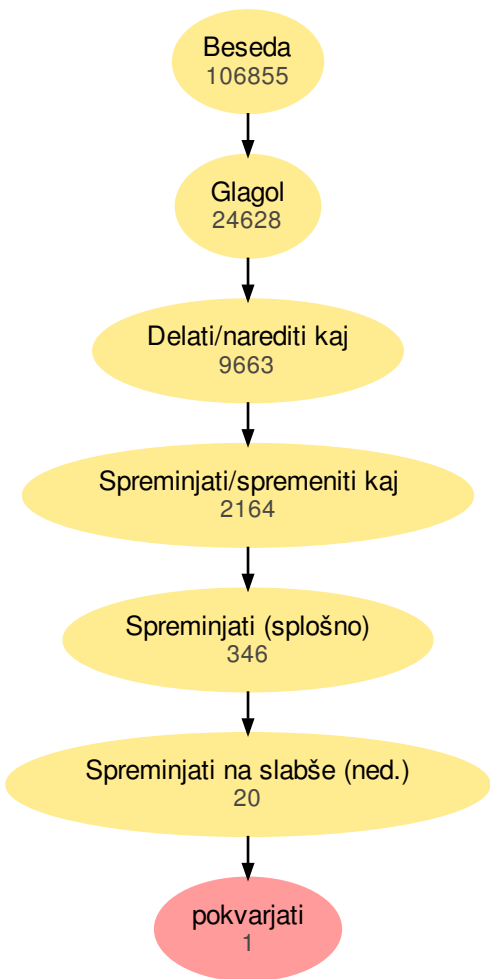 Beseda
106855
Glagol
24628
Delati/narediti kaj
9663
Spreminjati/spremeniti kaj
2164
Spreminjati (splošno)
346
Spreminjati na slabše (ned.)
20
pokvarjati
1